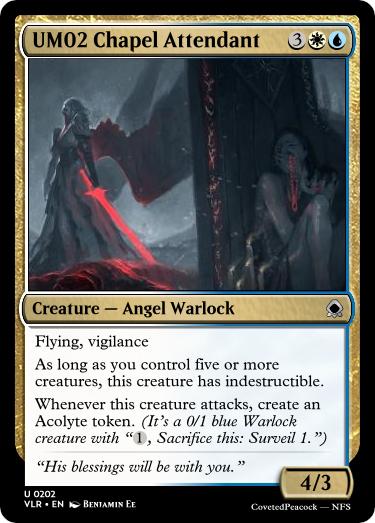 UM02 Chapel Attendant 3
Creature — Angel Warlock
Flying, vigilance
As long as you control five or more
creatures, this creature has indestructible.
Whenever this creature attacks, create an
Acolyte token. (It's a 0/1 blue Warlock
creature with “1, Sacrifice this: Surveil 1.”)
“His blessings will be with you.”
4/3
U 0202
VLR • EN Benjamin Ee
CovetedPeacock — NFS